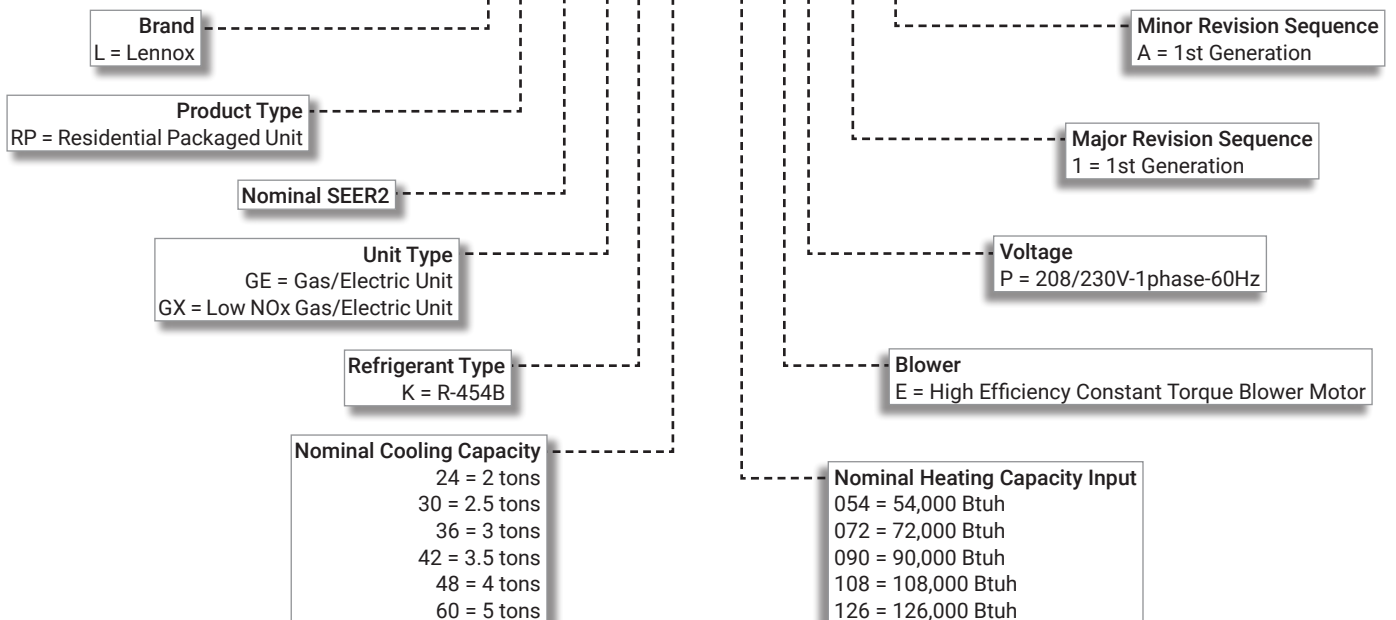 Brand
L = Lennox
Product Type
RP = Residential Packaged Unit
Nominal SEER2
Unit Type
GE = Gas/Electric Unit
GX = Low NOx Gas/Electric Unit
Refrigerant Type
K = R-454B
Nominal Cooling Capacity
24 = 2 tons
30 = 2.5 tons
36 = 3 tons
42 = 3.5 tons
48 = 4 tons
60 = 5 tons
Minor Revision Sequence
A = 1st Generation
Major Revision Sequence
1 = 1st Generation
Voltage
P = 208/230V-1phase-60Hz
Blower
E = High Efficiency Constant Torque Blower Motor
Nominal Heating Capacity Input
054 = 54,000 Btuh
072 = 72,000 Btuh
090 = 90,000 Btuh
108 = 108,000 Btuh
126 = 126,000 Btuh